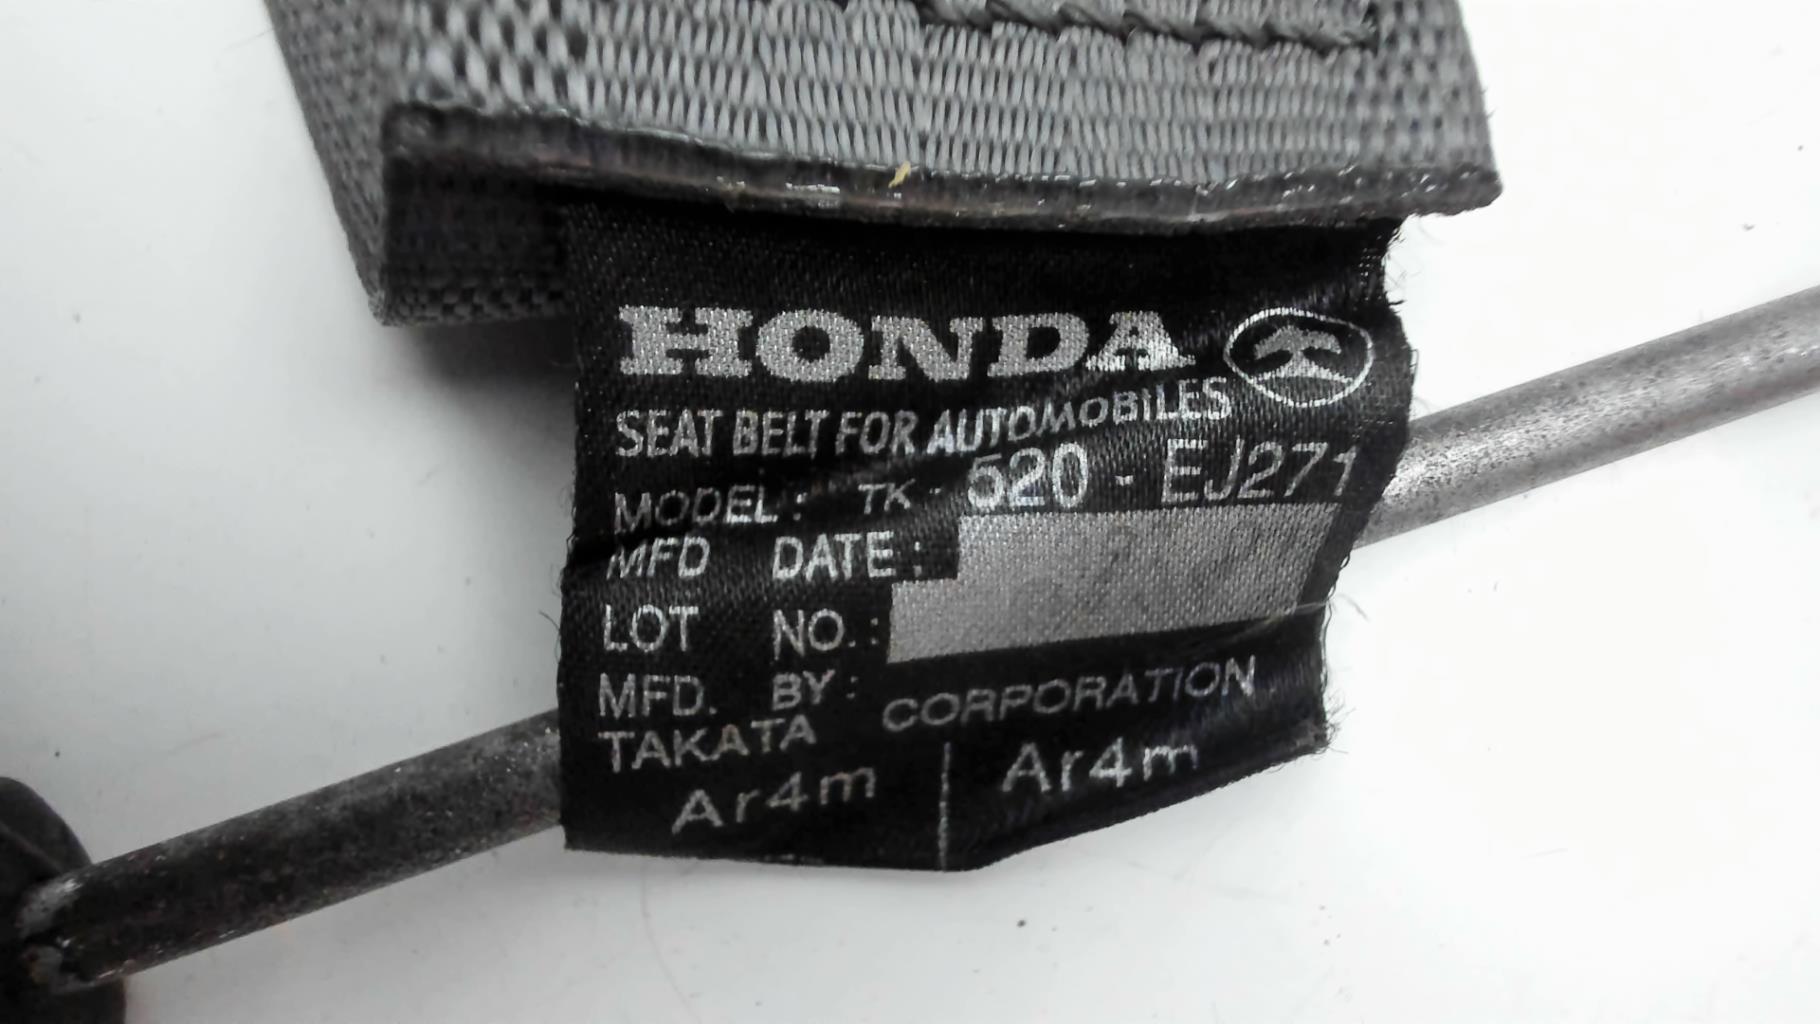 HONDA
SEAT BELT FOR AUTOMOBILES
MODEL: TK - 520 - EJ271
MFD DATE:
LOT NO.:
MFD. BY:
TAKATA CORPORATION
Ar4m | Ar4m